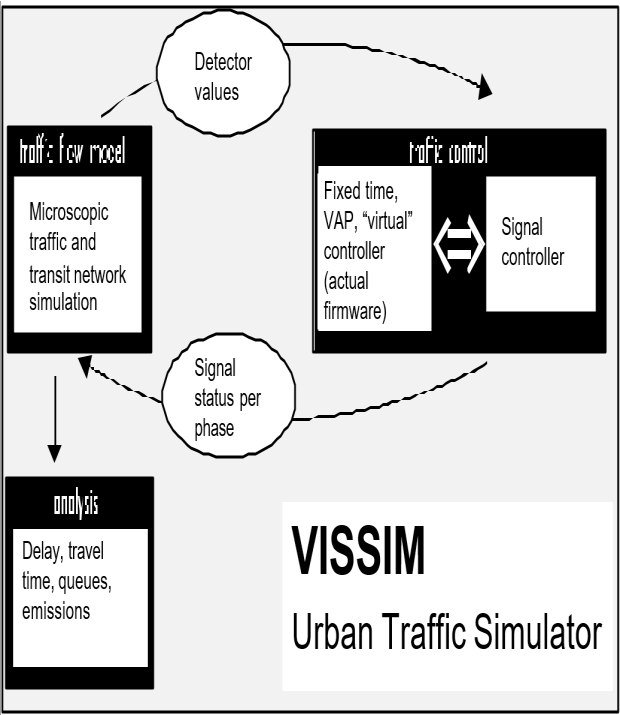 Detector
values
traffic flow model
Microscopic
traffic and
transit network
simulation
traffic control
Fixed time,
VAP, “virtual”
controller
(actual
firmware)
Signal
controller
Signal
status per
phase
analysis
Delay, travel
time, queues,
emissions
VISSIM
Urban Traffic Simulator